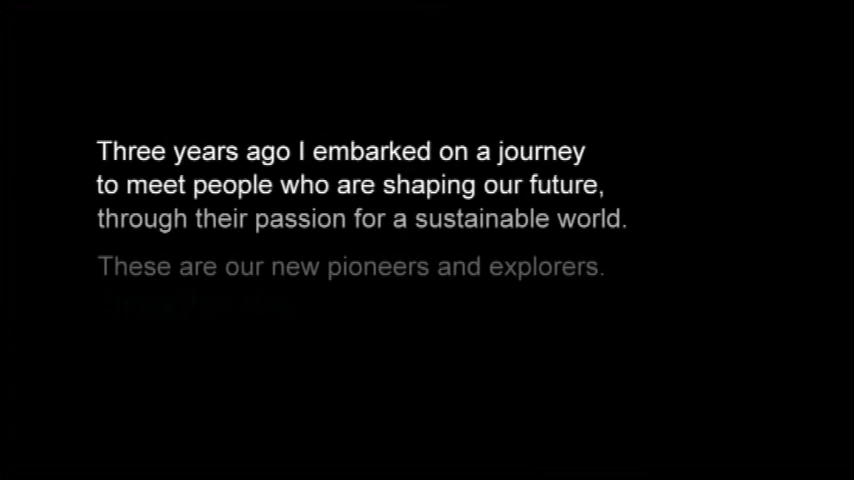 Three years ago I embarked on a journey
to meet people who are shaping our future,
through their passion for a sustainable world.
These are our new pioneers and explorers.